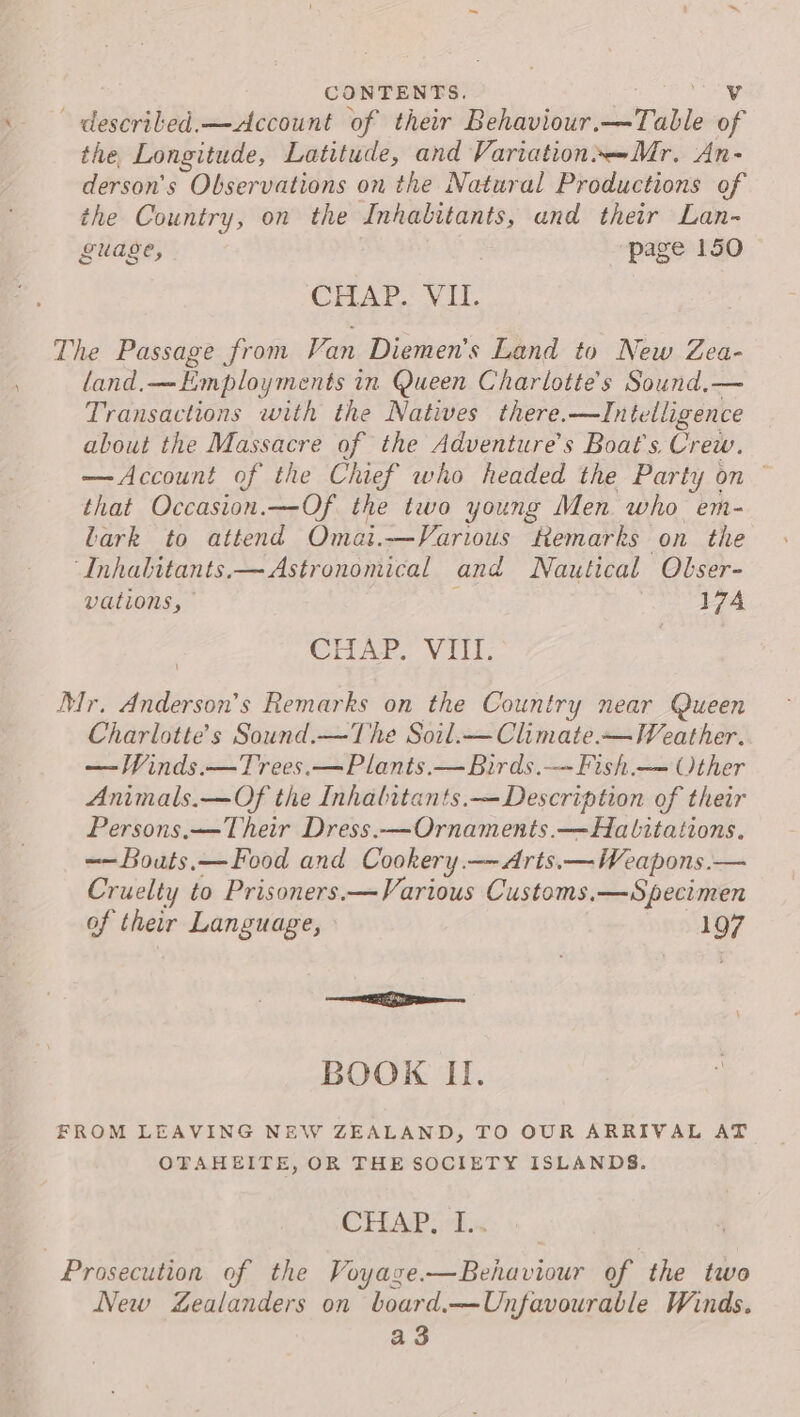 CONTENTS. V
described.—Account of their Behaviour.—Table of
the Longitude, Latitude, and Variation.—Mr. An-
derson's Observations on the Natural Productions of
the Country, on the Inhabitants, and their Lan-
guage, page 150
CHAP. VII.
The Passage from Van Diemen's Land to New Zea-
land.—Employments in Queen Charlotte's Sound.—
Transactions with the Natives there.—Intelligence
about the Massacre of the Adventure's Boat's Crew.
—Account of the Chief who headed the Party on
that Occasion.—Of the two young Men who em-
bark to attend Omai.—Various Remarks on the
Inhabitants.—Astronomical and Nautical Obser-
vations, 174
CHAP. VIII.
Mr. Anderson's Remarks on the Country near Queen
Charlotte's Sound.—The Soil.—Climate.—Weather.
—Winds.—Trees.—Plants.—Birds.—Fish.—Other
Animals.—Of the Inhabitants.—Description of their
Persons.—Their Dress.—Ornaments.—Habitations.
—Boats.—Food and Cookery.—Arts.—Weapons.—
Cruelty to Prisoners.—Various Customs.—Specimen
of their Language, 197
BOOK II.
FROM LEAVING NEW ZEALAND, TO OUR ARRIVAL AT
OTAHEITE, OR THE SOCIETY ISLANDS.
CHAP. I.
Prosecution of the Voyage.—Behaviour of the two
New Zealanders on board.—Unfavourable Winds.
a 3